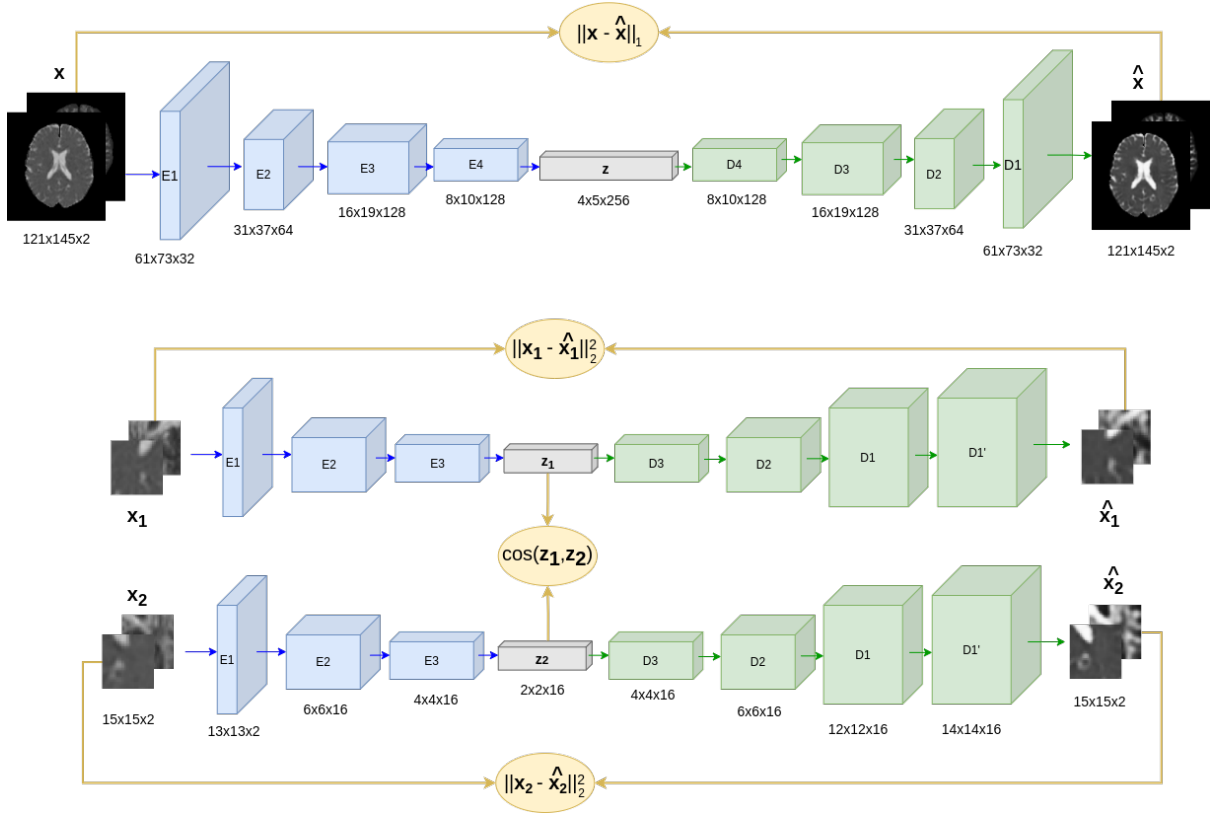 ||x - x̂||₁
x
x̂
E1
E2
E3
E4
z
D4
D3
D2
D1
121x145x2
61x73x32
31x37x64
16x19x128
8x10x128
4x5x256
8x10x128
16x19x128
31x37x64
61x73x32
121x145x2
||x₁ - x̂₁||₂²
E1
E2
E3
z₁
D3
D2
D1
D1'
x₁
x̂₁
cos(z₁,z₂)
x₂
x̂₂
E1
E2
E3
z₂
D3
D2
D1
D1'
15x15x2
13x13x2
6x6x16
4x4x16
2x2x16
4x4x16
6x6x16
12x12x16
14x14x16
15x15x2
||x₂ - x̂₂||₂²